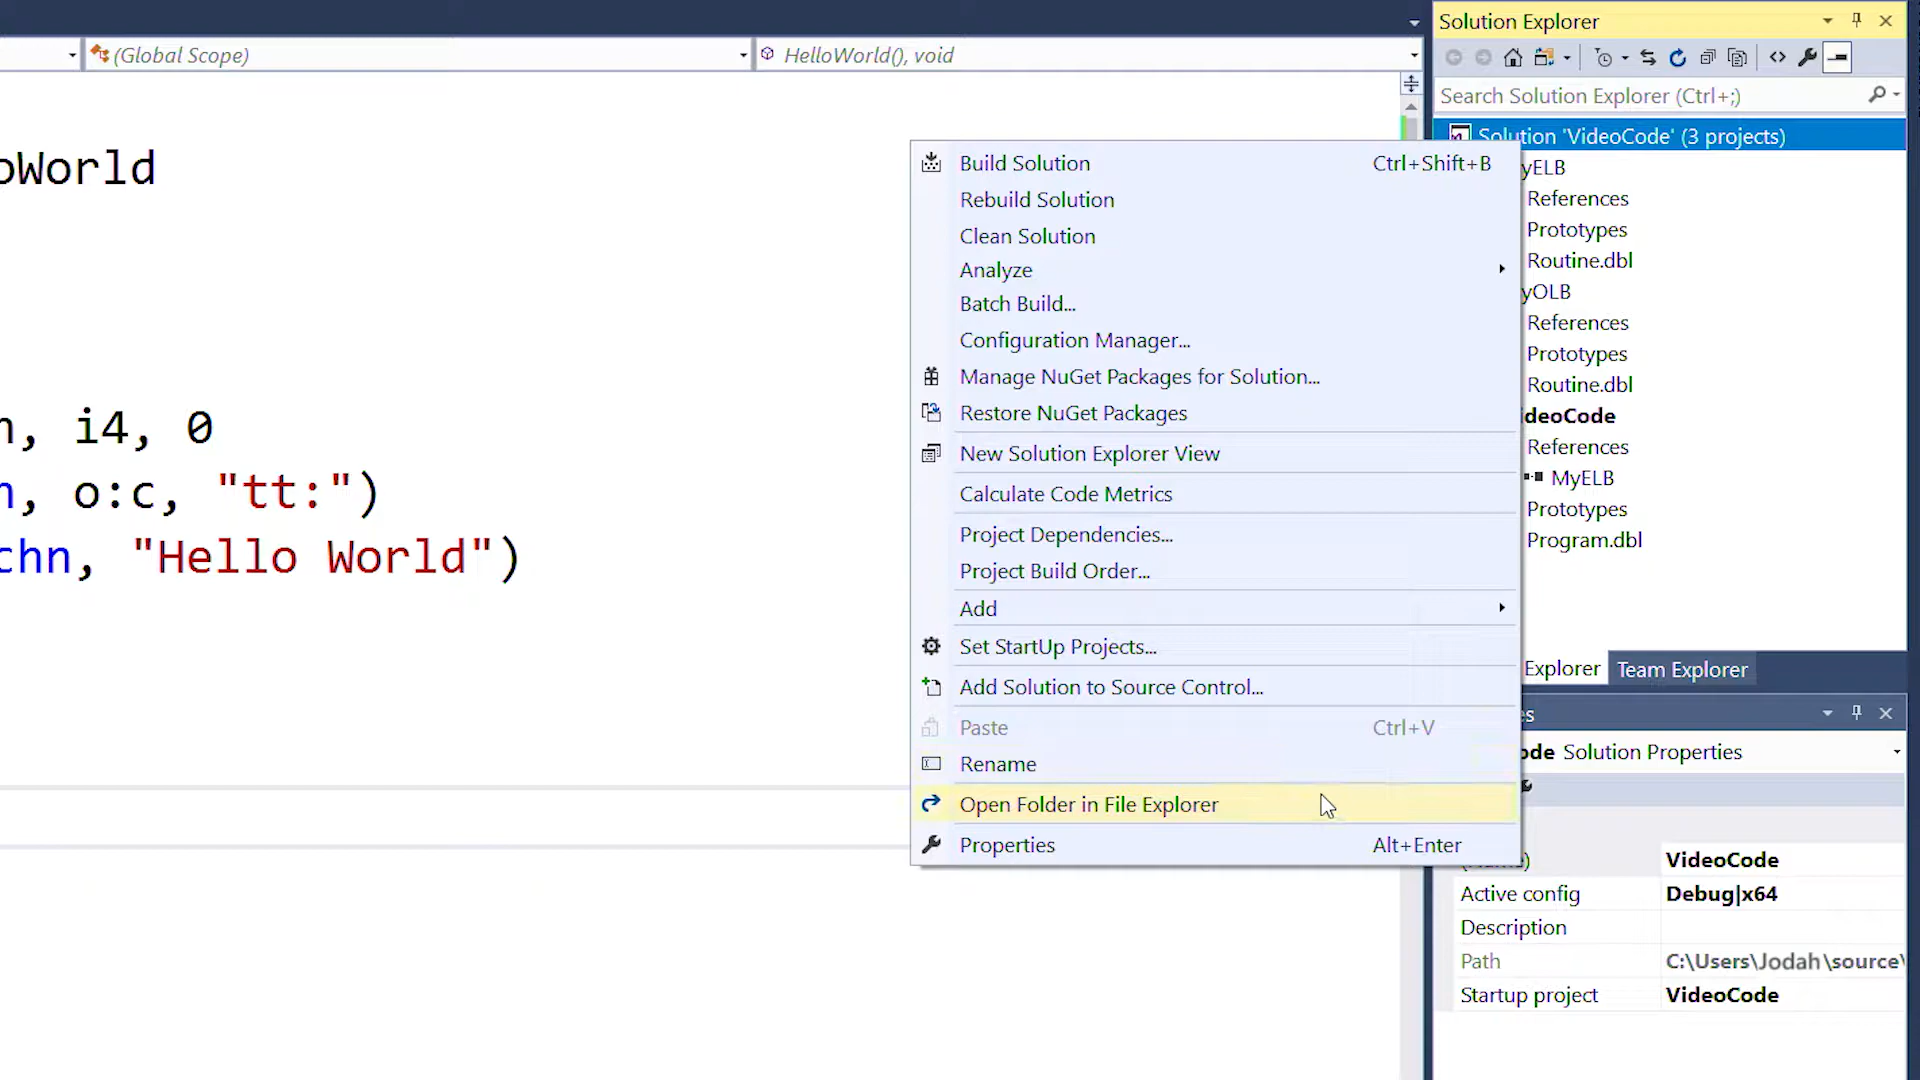 (Global Scope)
HelloWorld(), void
oWorld
n, i4, 0
n, o:c, "tt:")
chn, "Hello World")
Build Solution Ctrl+Shift+B
Rebuild Solution
Clean Solution
Analyze
Batch Build...
Configuration Manager...
Manage NuGet Packages for Solution...
Restore NuGet Packages
New Solution Explorer View
Calculate Code Metrics
Project Dependencies...
Project Build Order...
Add
Set StartUp Projects...
Add Solution to Source Control...
Paste Ctrl+V
Rename
Open Folder in File Explorer
Properties Alt+Enter
Solution Explorer
Search Solution Explorer (Ctrl+;)
Solution 'VideoCode' (3 projects)
yELB
References
Prototypes
Routine.dbl
yOLB
References
Prototypes
Routine.dbl
ideoCode
References
MyELB
Prototypes
Program.dbl
Explorer Team Explorer
es
ode Solution Properties
VideoCode
Active config Debug|x64
Description
Path C:\Users\Jodah\source\
Startup project VideoCode